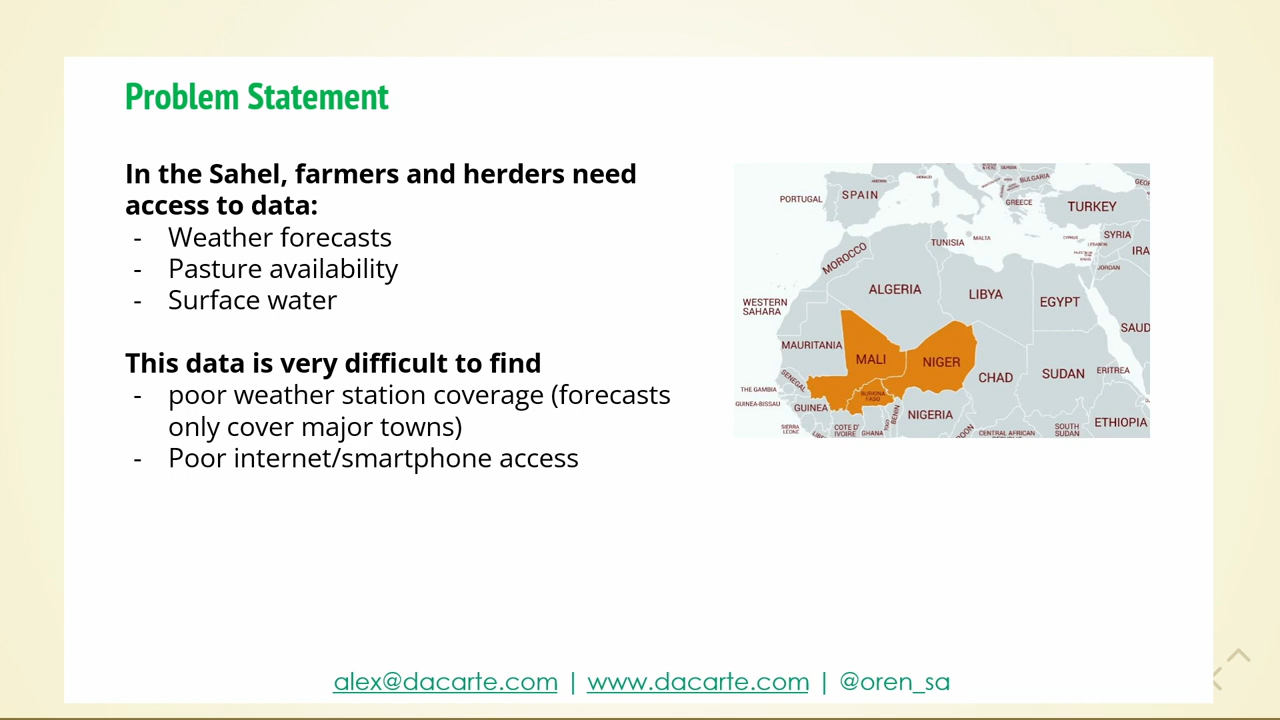 Problem Statement
In the Sahel, farmers and herders need
access to data:
- Weather forecasts
- Pasture availability
- Surface water
This data is very difficult to find
- poor weather station coverage (forecasts
only cover major towns)
- Poor internet/smartphone access
PORTUGAL
SPAIN
BULGARIA
GREECE
TURKEY
TUNISIA
MALTA
SYRIA
IRA
JORDAN
MOROCCO
ALGERIA
LIBYA
EGYPT
WESTERN
SAHARA
SAUD
MAURITANIA
MALI
NIGER
CHAD
SUDAN
ERITREA
SENEGAL
THE GAMBIA
GUINEA-BISSAU
GUINEA
BURKINA
FASO
BENIN
NIGERIA
ETHIOPIA
SIERRA
LEONE
COTE D'
IVOIRE
GHANA
CENTRAL AFRICAN
SOUTH
SUDAN
alex@dacarte.com | www.dacarte.com | @oren_sa